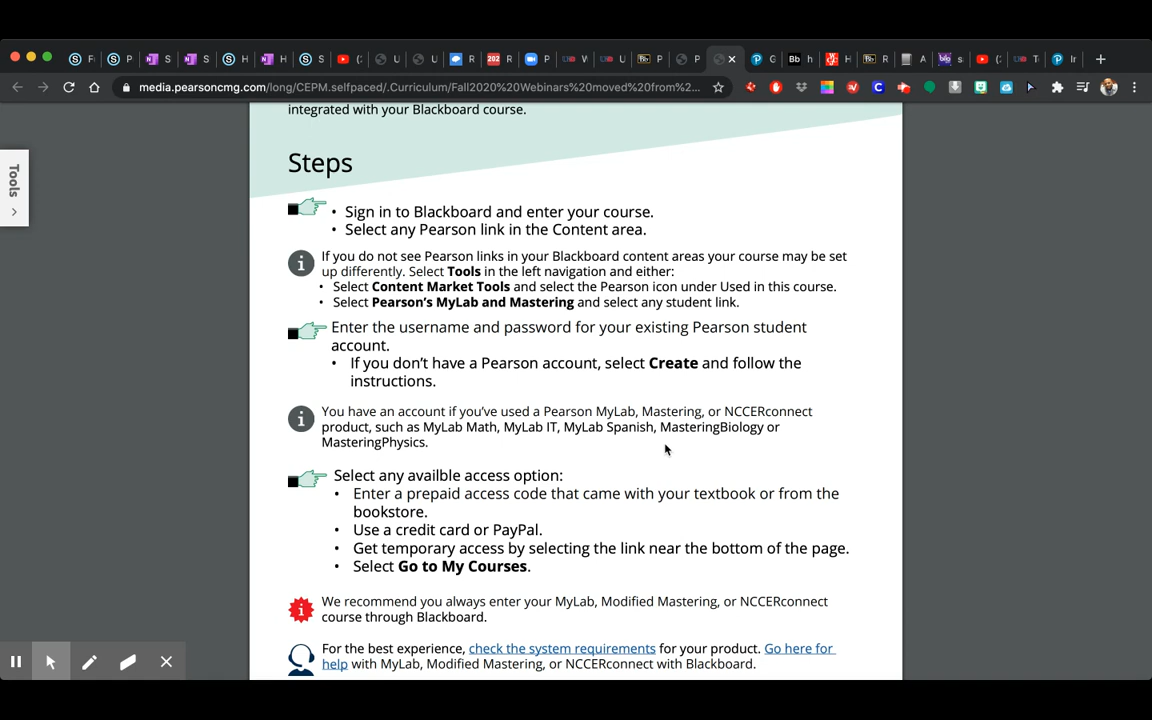 F S P S S H H S (: U U R 202 R P W U Bb P P G Bb h H Bb R A blog s (: T Ir
media.pearsoncmg.com/long/CEPM.selfpaced/.Curriculum/Fall2020%20Webinars%20moved%20from%2...
integrated with your Blackboard course.
Tools
Steps
• Sign in to Blackboard and enter your course.
• Select any Pearson link in the Content area.
If you do not see Pearson links in your Blackboard content areas your course may be set
up differently. Select Tools in the left navigation and either:
• Select Content Market Tools and select the Pearson icon under Used in this course.
• Select Pearson's MyLab and Mastering and select any student link.
Enter the username and password for your existing Pearson student
account.
• If you don't have a Pearson account, select Create and follow the
instructions.
You have an account if you've used a Pearson MyLab, Mastering, or NCCERconnect
product, such as MyLab Math, MyLab IT, MyLab Spanish, MasteringBiology or
MasteringPhysics.
Select any availble access option:
• Enter a prepaid access code that came with your textbook or from the
bookstore.
• Use a credit card or PayPal.
• Get temporary access by selecting the link near the bottom of the page.
• Select Go to My Courses.
We recommend you always enter your MyLab, Modified Mastering, or NCCERconnect
course through Blackboard.
For the best experience, check the system requirements for your product. Go here for
help with MyLab, Modified Mastering, or NCCERconnect with Blackboard.